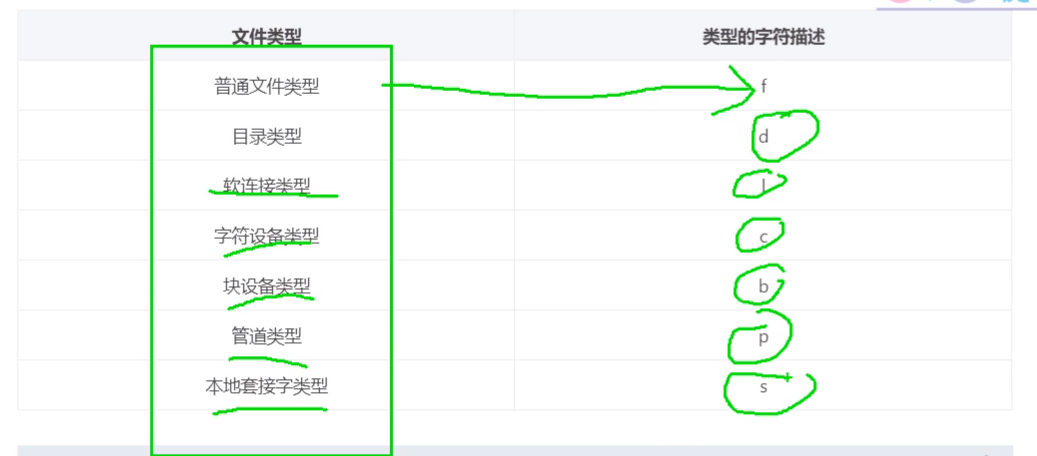 文件类型 类型的字符描述
普通文件类型 f
目录类型 d
软连接类型 l
字符设备类型 c
块设备类型 b
管道类型 p
本地套接字类型 s